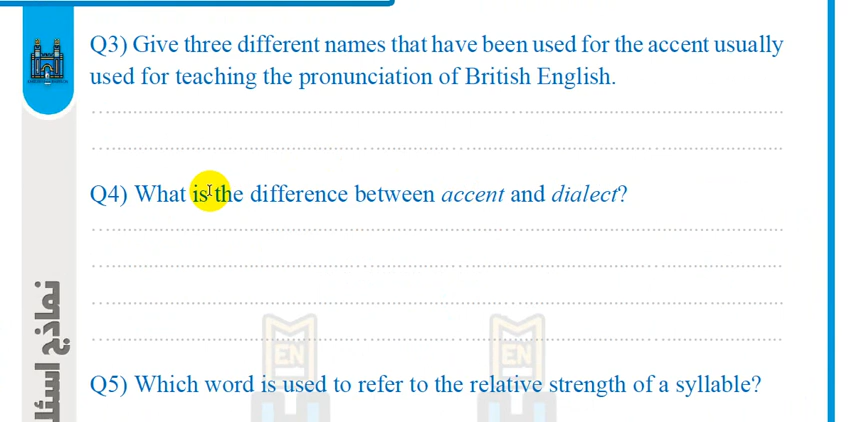 Q3) Give three different names that have been used for the accent usually
used for teaching the pronunciation of British English.
Q4) What is the difference between accent and dialect?
Q5) Which word is used to refer to the relative strength of a syllable?
نماذج اسئلة
EN
EN